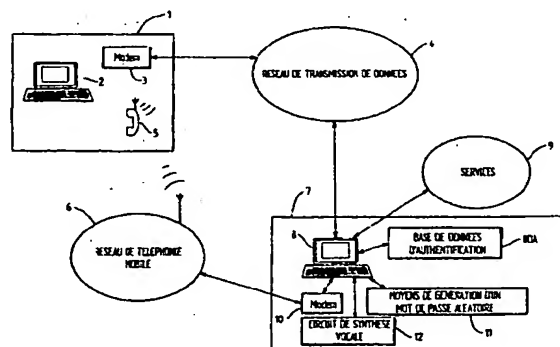 1
Modem
2
3
5
4
RESEAU DE TRANSMISSION DE DONNEES
9
SERVICES
6
RESEAU DE TELEPHONIE
MOBILE
7
8
BASE DE DONNEES
D'AUTHENTIFICATION
BDA
Modem
10
MOYENS DE GENERATION D'UN
MOT DE PASSE ALEATOIRE
11
CIRCUIT DE SYNTHESE
VOCALE
12